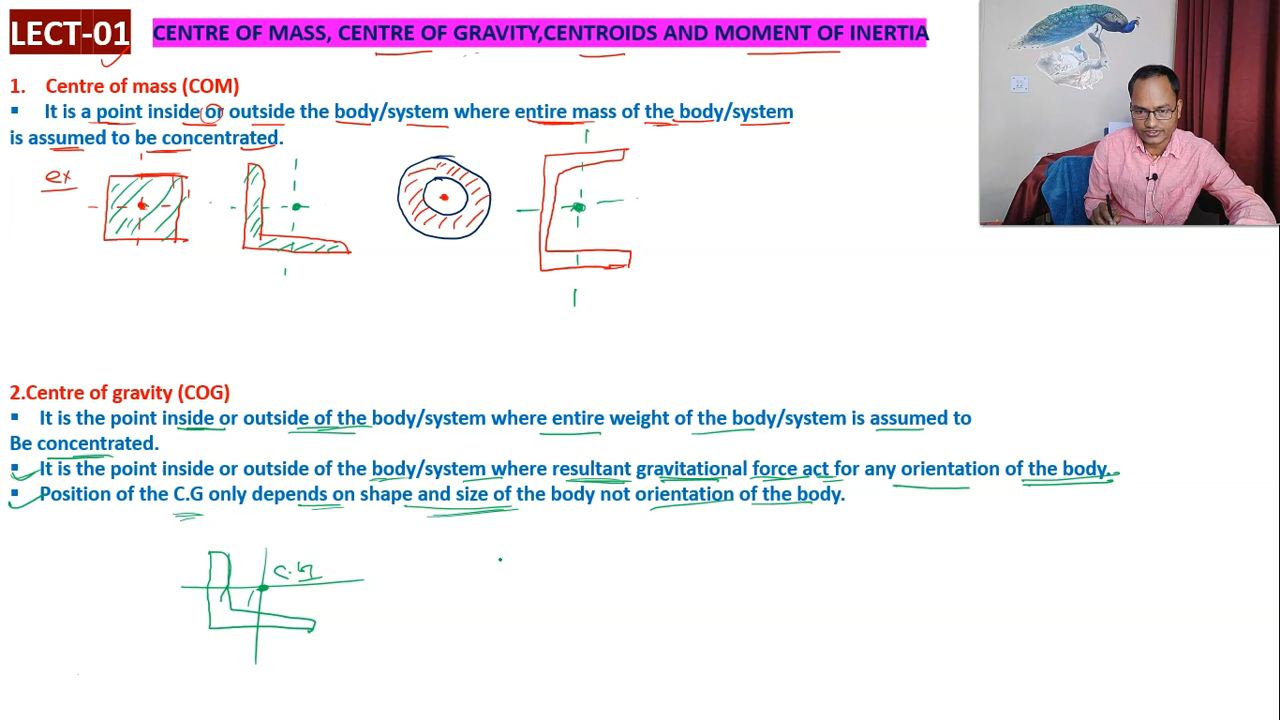 LECT-01
CENTRE OF MASS, CENTRE OF GRAVITY,CENTROIDS AND MOMENT OF INERTIA
1. Centre of mass (COM)
▪ It is a point inside or outside the body/system where entire mass of the body/system
is assumed to be concentrated.
ex
2.Centre of gravity (COG)
▪ It is the point inside or outside of the body/system where entire weight of the body/system is assumed to
Be concentrated.
▪ It is the point inside or outside of the body/system where resultant gravitational force act for any orientation of the body.
▪ Position of the C.G only depends on shape and size of the body not orientation of the body.
C.G